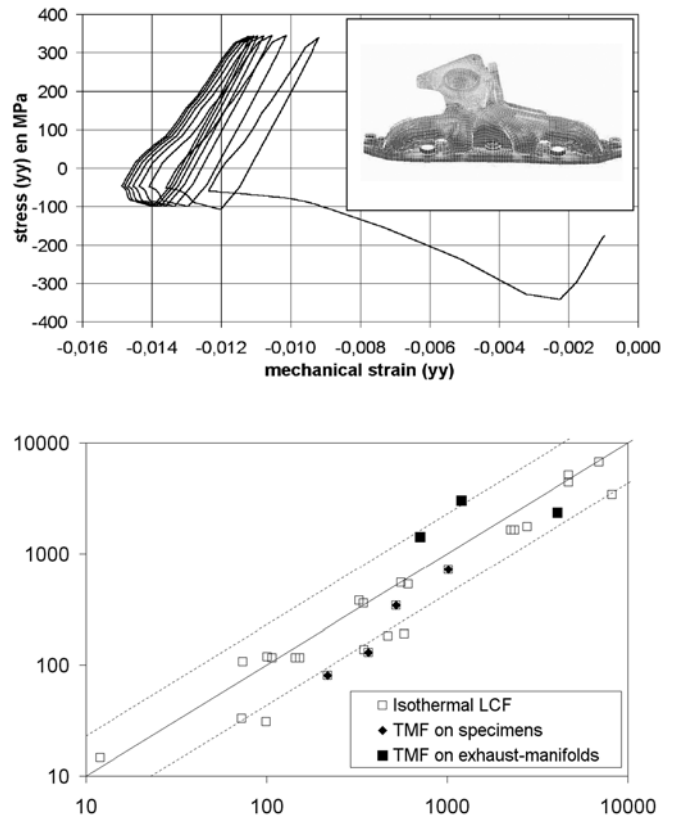 400
300
200
100
0
-100
-200
-300
-400
stress (yy) en MPa
-0,016 -0,014 -0,012 -0,010 -0,008 -0,006 -0,004 -0,002 0,000
mechanical strain (yy)
10000
1000
100
10
Isothermal LCF
TMF on specimens
TMF on exhaust-manifolds
10 100 1000 10000